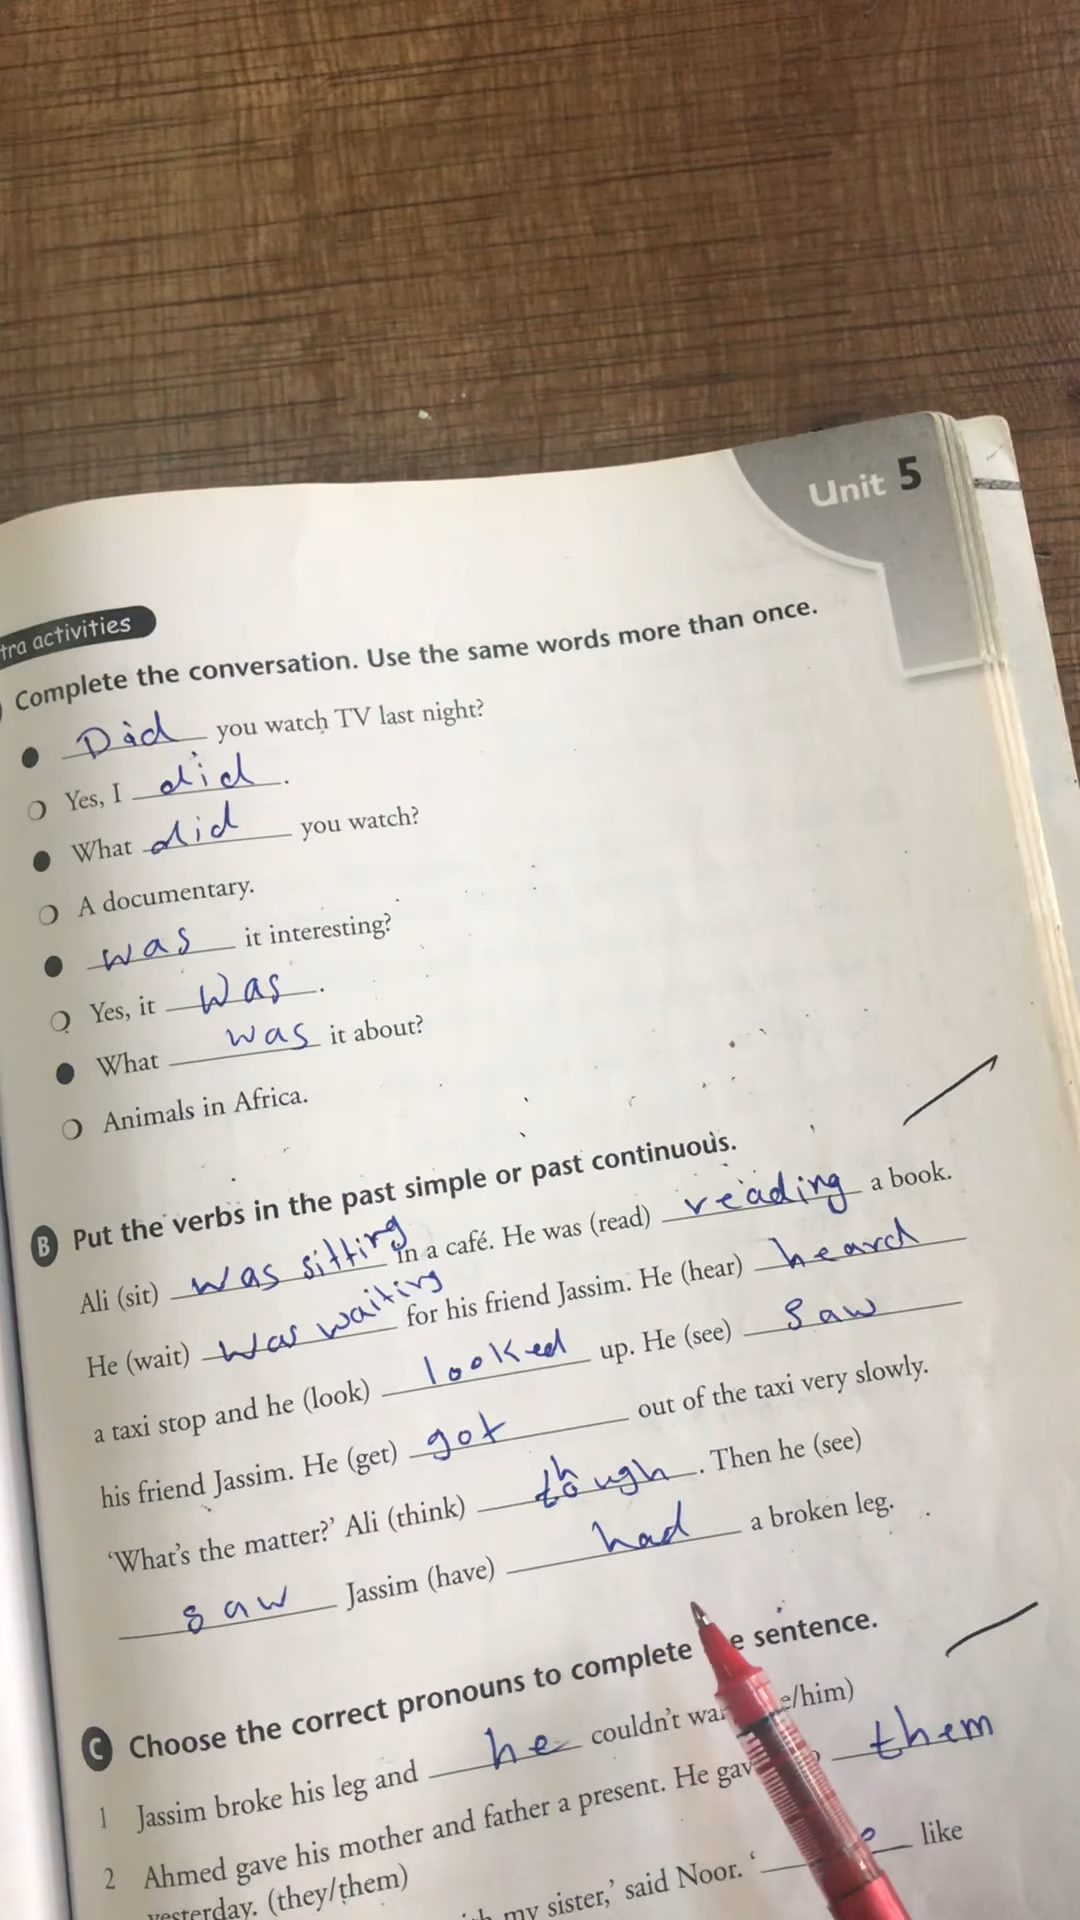 Unit 5
tra activities
Complete the conversation. Use the same words more than once.
Did you watch TV last night?
Yes, I did.
What did you watch?
A documentary.
was it interesting?
Yes, it was.
What was it about?
Animals in Africa.
B Put the verbs in the past simple or past continuous.
Ali (sit) was sitting in a café. He was (read) reading a book.
He (wait) was waiting for his friend Jassim. He (hear) heard
a taxi stop and he (look) looked up. He (see) saw
his friend Jassim. He (get) got out of the taxi very slowly.
'What's the matter?' Ali (think) though. Then he (see)
saw Jassim (have) had a broken leg.
C Choose the correct pronouns to complete e sentence.
1 Jassim broke his leg and he couldn't wa e/him)
2 Ahmed gave his mother and father a present. He gav them
yesterday. (they/them)
my sister,' said Noor. ' like